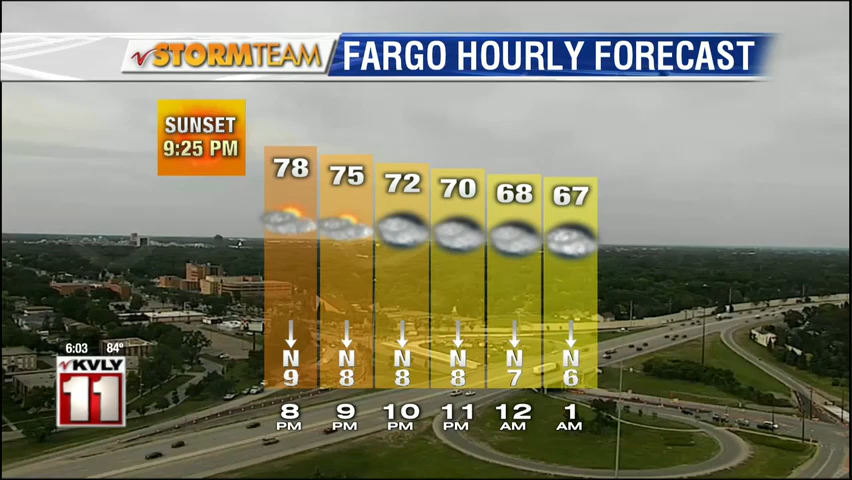 STORMTEAM
FARGO HOURLY FORECAST
SUNSET
9:25 PM
78 75 72 70 68 67
N N N N N N
9 8 8 8 7 6
8 9 10 11 12 1
PM PM PM PM AM AM
6:03 84°
KVLY
11